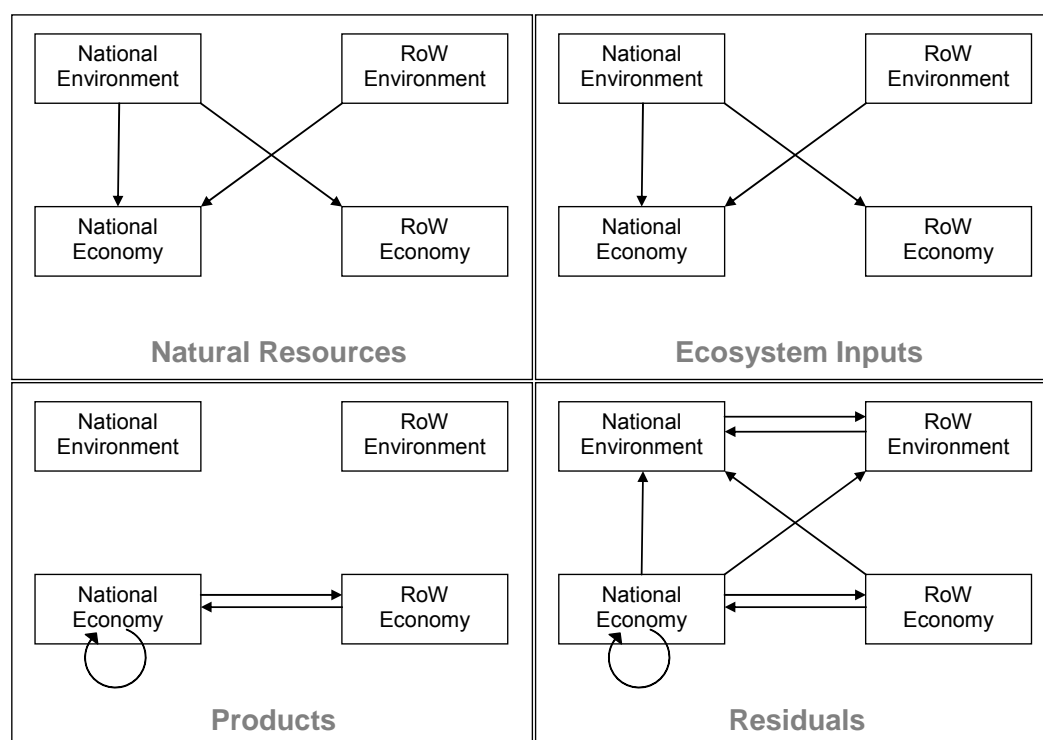 National
Environment
RoW
Environment
National
Economy
RoW
Economy
Natural Resources
National
Environment
RoW
Environment
National
Economy
RoW
Economy
Ecosystem Inputs
National
Environment
RoW
Environment
National
Economy
RoW
Economy
Products
National
Environment
RoW
Environment
National
Economy
RoW
Economy
Residuals